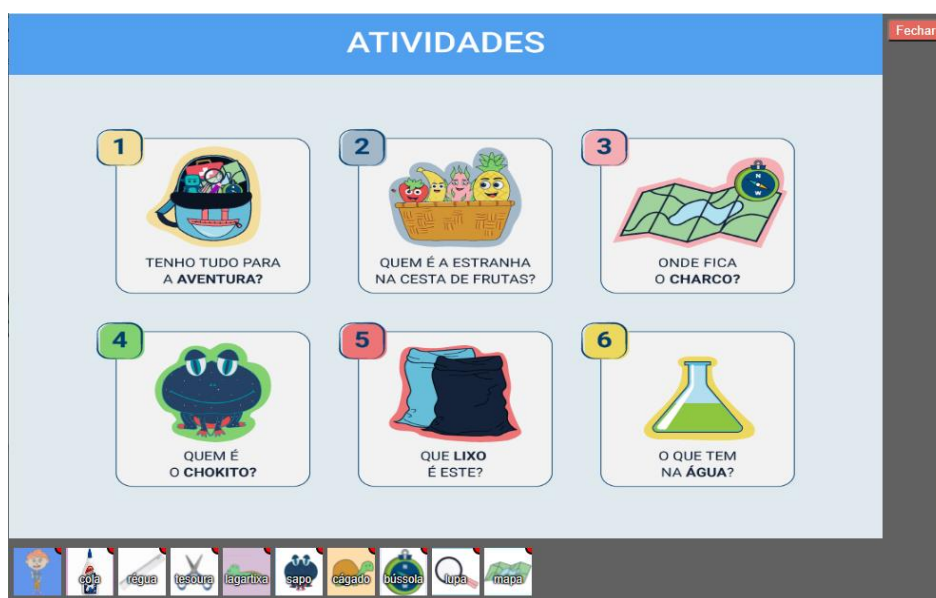 ATIVIDADES
Fechar
1
TENHO TUDO PARA
A AVENTURA?
2
QUEM É A ESTRANHA
NA CESTA DE FRUTAS?
3
N
W
ONDE FICA
O CHARCO?
4
QUEM É
O CHOKITO?
5
QUE LIXO
É ESTE?
6
O QUE TEM
NA ÁGUA?
cola
régua
tesoura
lagartixa
sapo
cágado
bússola
lupa
mapa